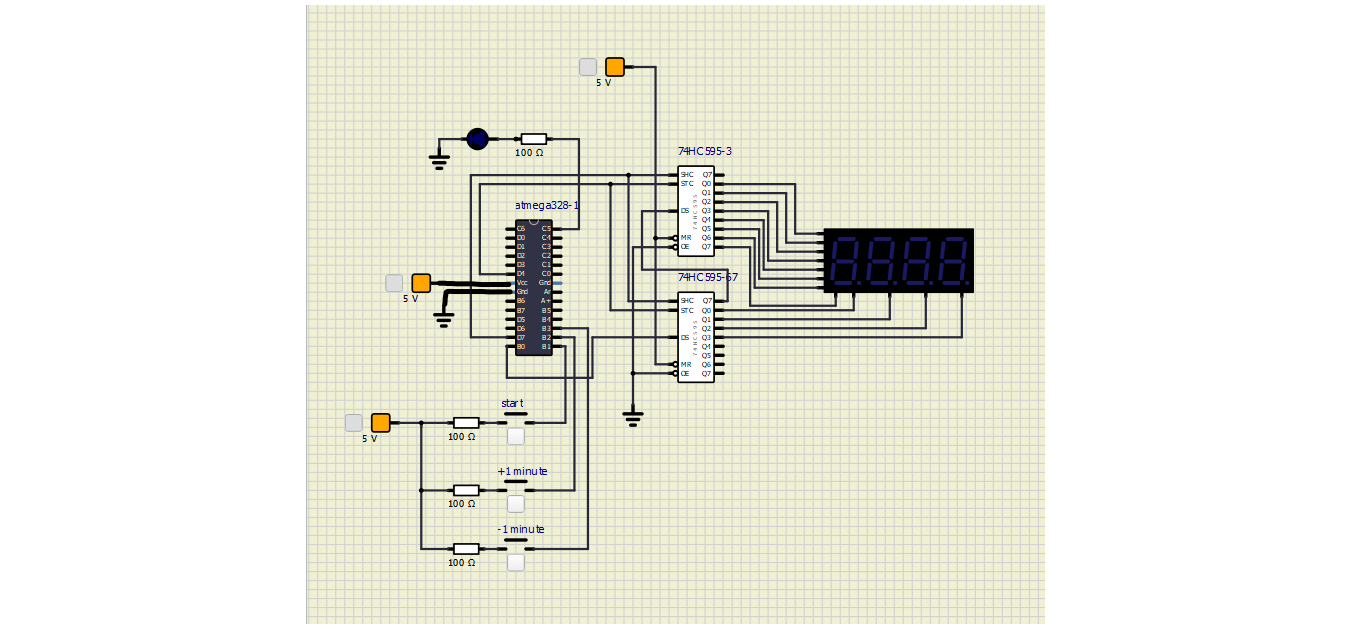 5 V
100 Ω
74HC595-3
SHC Q7
STC Q0
Q1
Q2
DS Q3
Q4
Q5
MR Q6
OE Q7
74HC595
atmega328-1
C6 C5
D0 C4
D1 C3
D2 C2
D3 C1
D4 C0
Vcc Gnd
Gnd Ar
B6 A+
B7 B5
D5 B4
D6 B3
D7 B2
B0 B1
5 V
74HC595-67
SHC Q7
STC Q0
Q1
Q2
DS Q3
Q4
Q5
MR Q6
OE Q7
74HC595
start
5 V
100 Ω
+1 minute
100 Ω
-1 minute
100 Ω